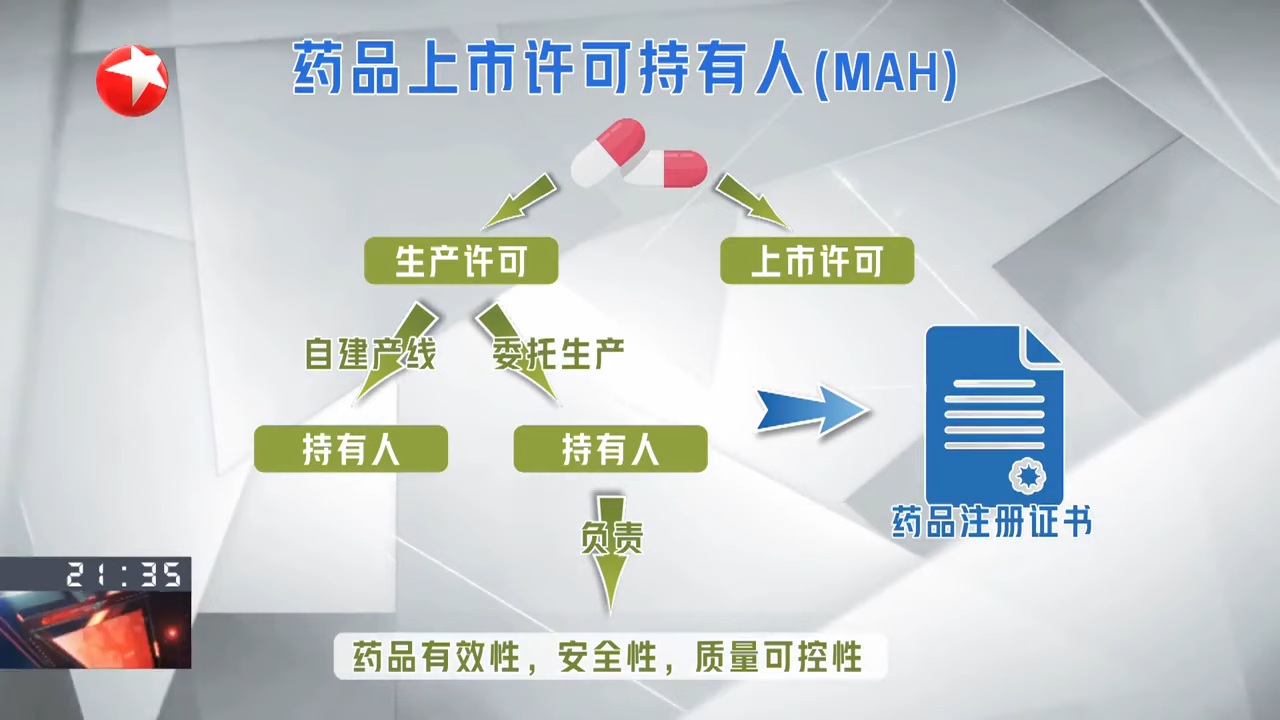 药品上市许可持有人(MAH)
生产许可
上市许可
自建产线
委托生产
持有人
持有人
药品注册证书
负责
21:35
药品有效性，安全性，质量可控性